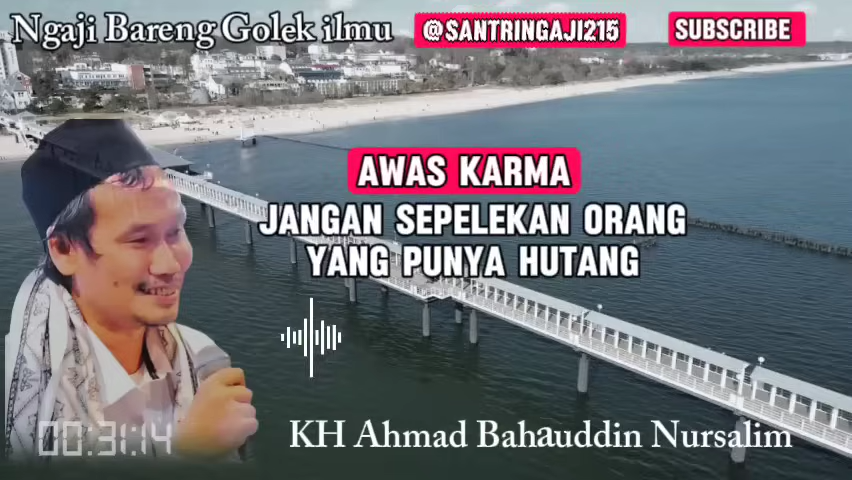 Ngaji Bareng Golek ilmu
@SANTRINGAJI215
SUBSCRIBE
AWAS KARMA
JANGAN SEPELEKAN ORANG
YANG PUNYA HUTANG
KH Ahmad Bahauddin Nursalim
00:31:14